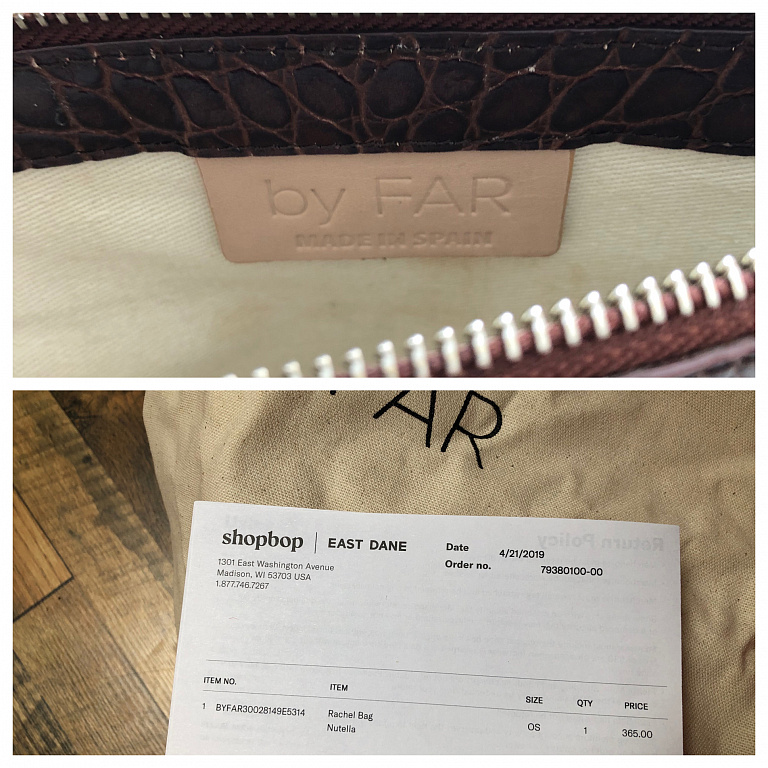 by FAR
MADE IN SPAIN
AR
shopbop | EAST DANE
1301 East Washington Avenue
Madison, WI 53703 USA
1.877.746.7267
Date 4/21/2019
Order no. 79380100-00
Return Policy
ITEM NO. ITEM SIZE QTY PRICE
1 BYFAR30028149E5314 Rachel Bag OS 1 365.00
Nutella